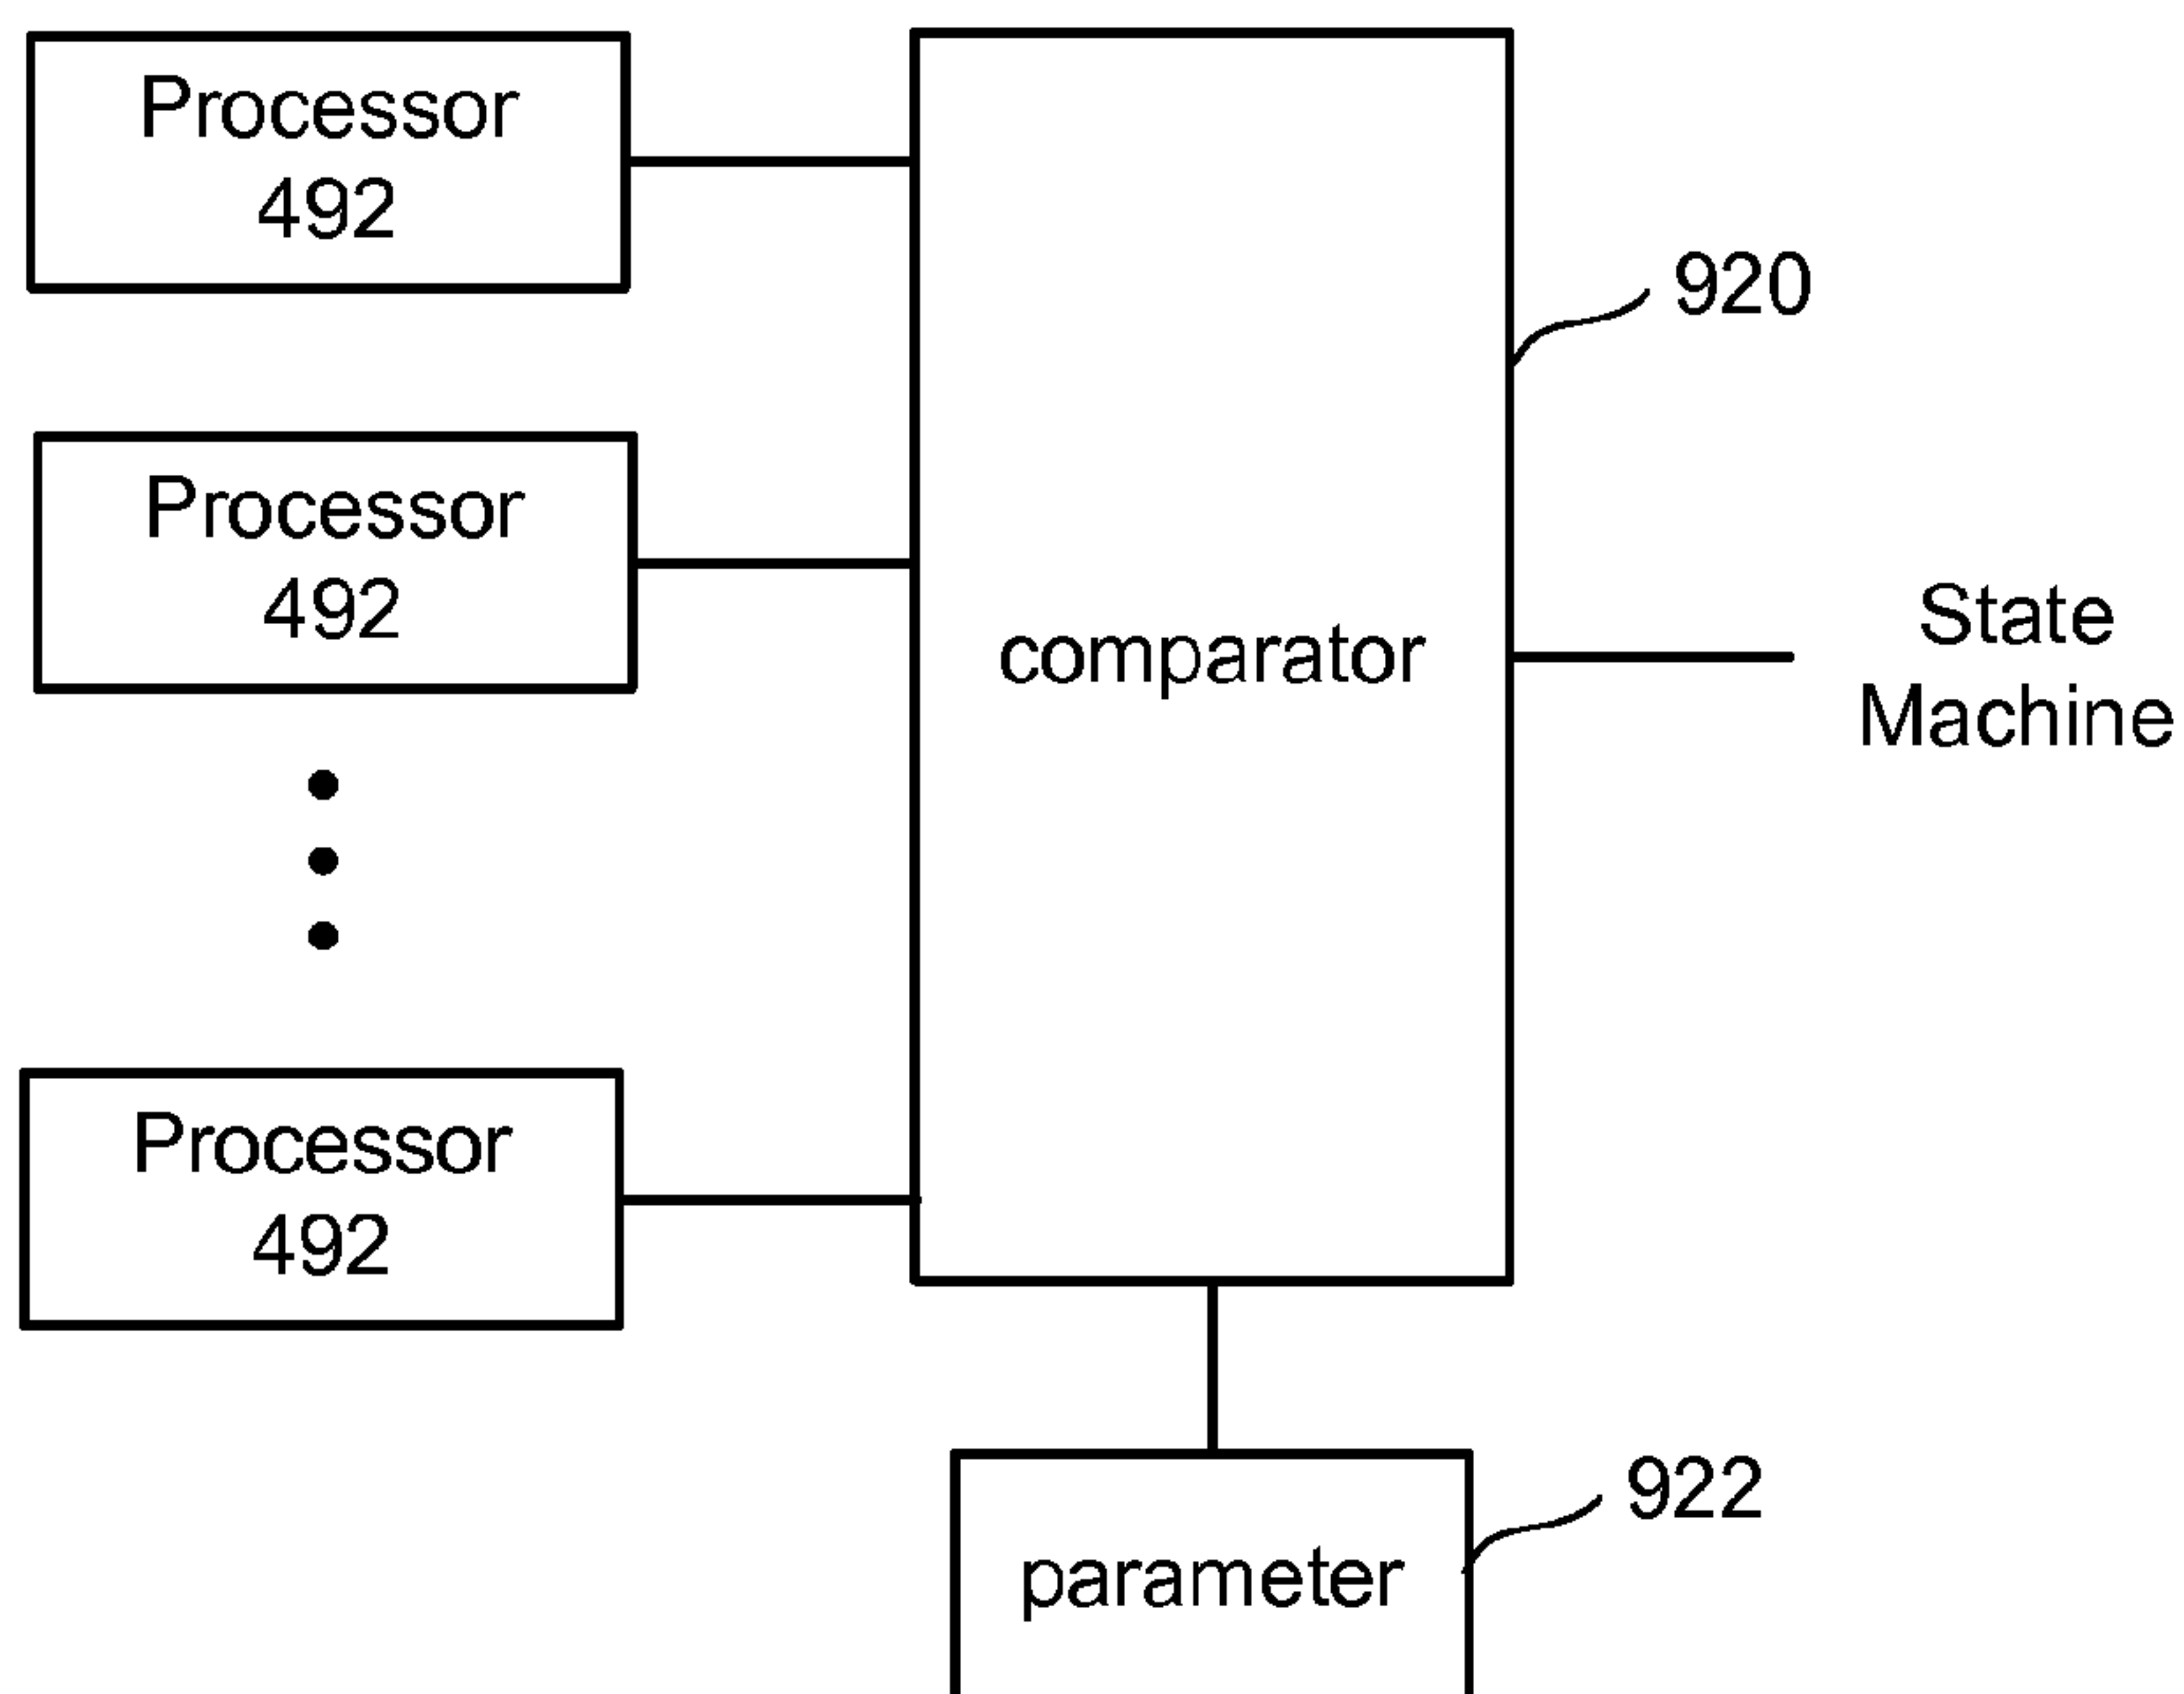 Processor
492
920
Processor
492
comparator
State
Machine
Processor
492
922
parameter